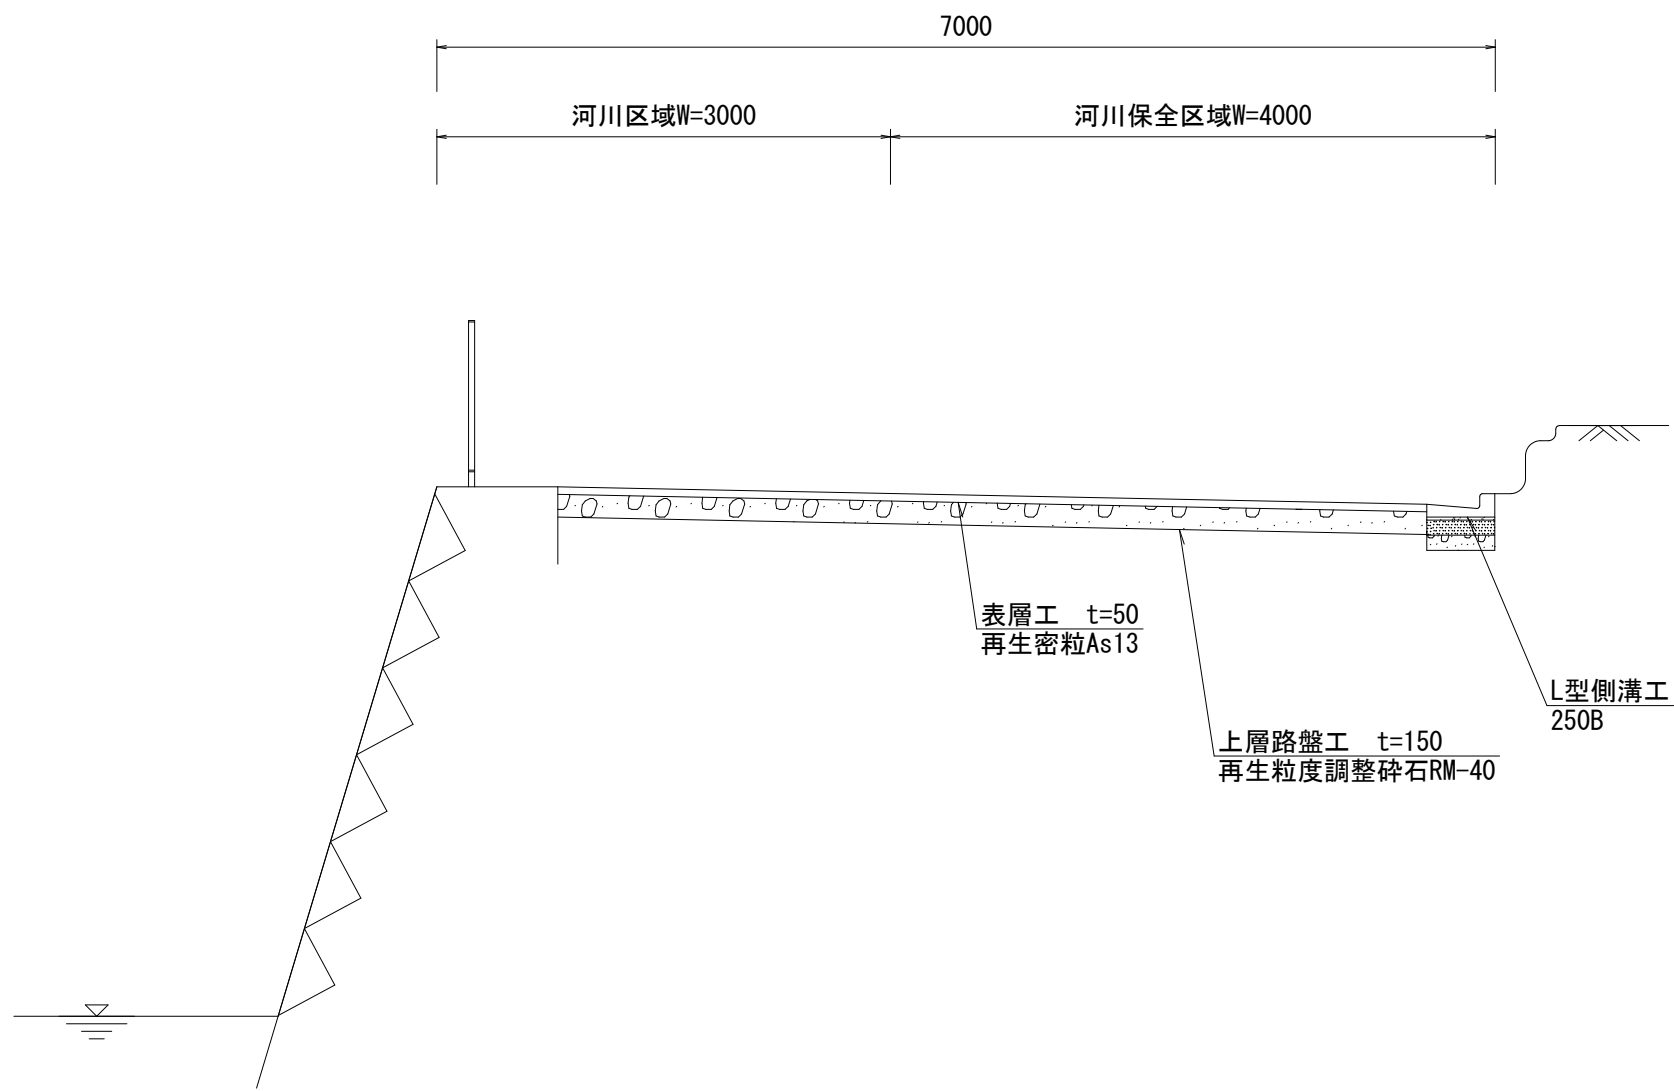 7000
河川区域W=3000
河川保全区域W=4000
表層工　t=50
再生密粒As13
L型側溝工
250B
上層路盤工　t=150
再生粒度調整砕石RM-40